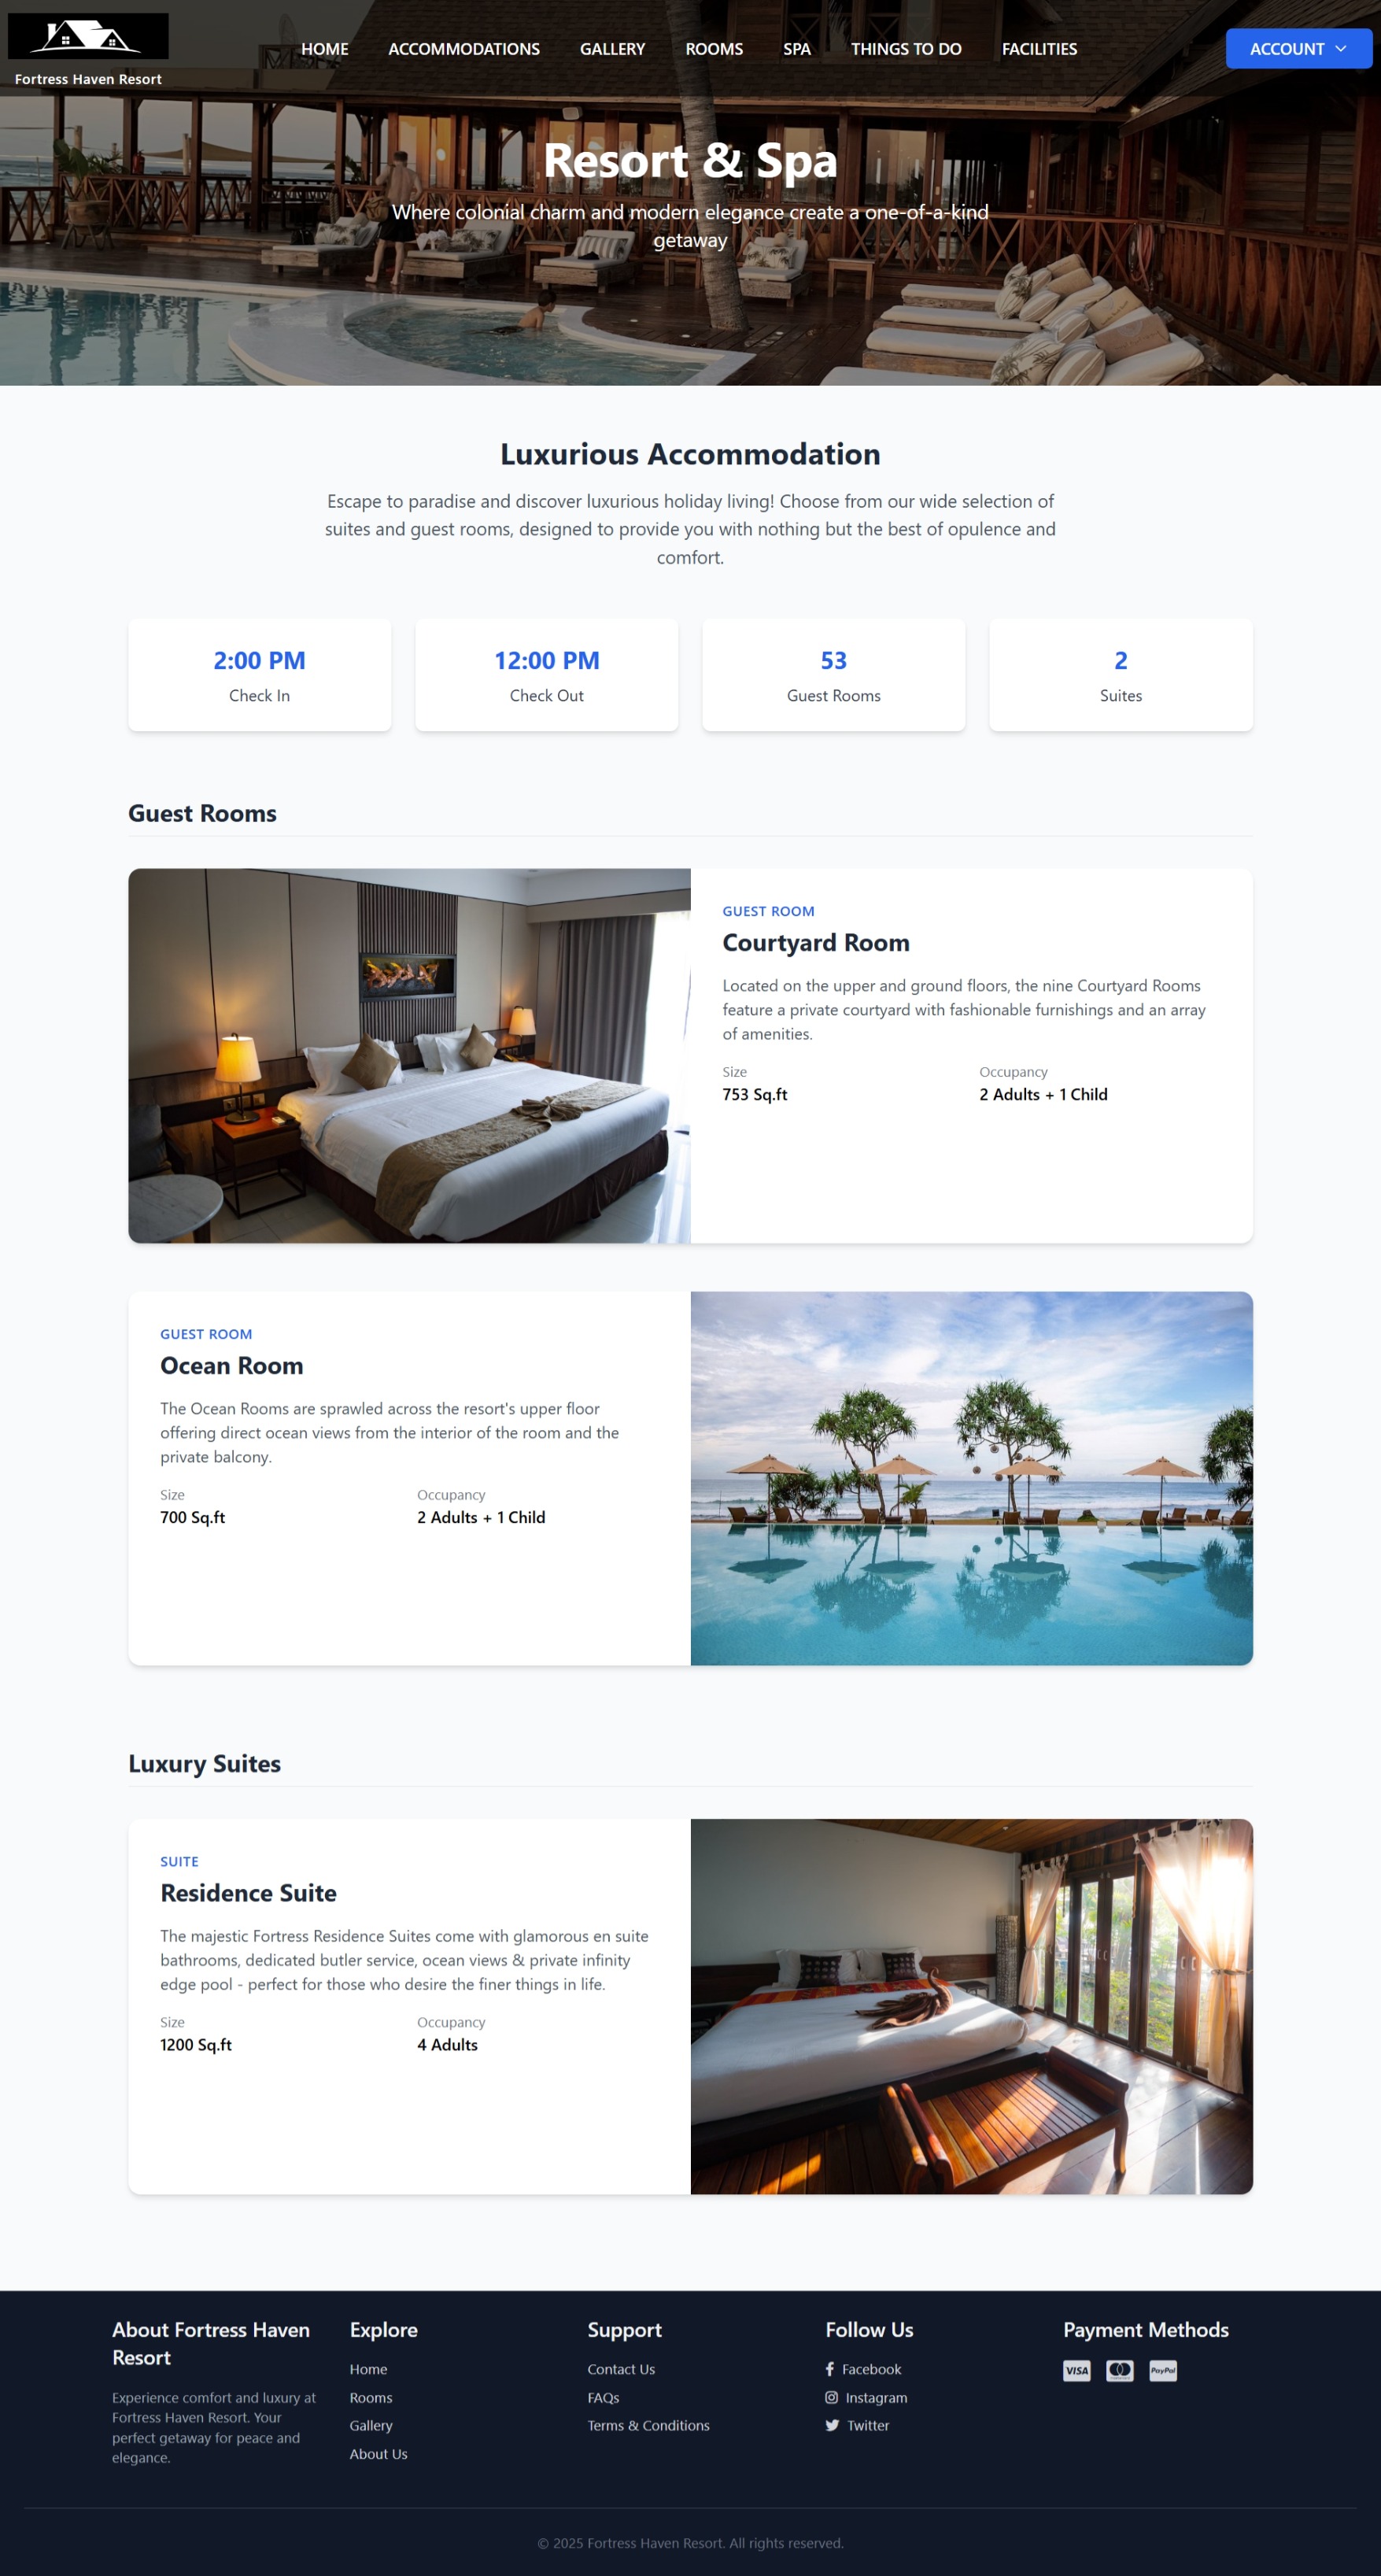 Fortress Haven Resort
HOME
ACCOMMODATIONS
GALLERY
ROOMS
SPA
THINGS TO DO
FACILITIES
ACCOUNT
Resort & Spa
Where colonial charm and modern elegance create a one-of-a-kind
getaway
Luxurious Accommodation
Escape to paradise and discover luxurious holiday living! Choose from our wide selection of
suites and guest rooms, designed to provide you with nothing but the best of opulence and
comfort.
2:00 PM
Check In
12:00 PM
Check Out
53
Guest Rooms
2
Suites
Guest Rooms
GUEST ROOM
Courtyard Room
Located on the upper and ground floors, the nine Courtyard Rooms
feature a private courtyard with fashionable furnishings and an array
of amenities.
Size
753 Sq.ft
Occupancy
2 Adults + 1 Child
GUEST ROOM
Ocean Room
The Ocean Rooms are sprawled across the resort's upper floor
offering direct ocean views from the interior of the room and the
private balcony.
Size
700 Sq.ft
Occupancy
2 Adults + 1 Child
Luxury Suites
SUITE
Residence Suite
The majestic Fortress Residence Suites come with glamorous en suite
bathrooms, dedicated butler service, ocean views & private infinity
edge pool - perfect for those who desire the finer things in life.
Size
1200 Sq.ft
Occupancy
4 Adults
About Fortress Haven
Resort
Experience comfort and luxury at
Fortress Haven Resort. Your
perfect getaway for peace and
elegance.
Explore
Home
Rooms
Gallery
About Us
Support
Contact Us
FAQs
Terms & Conditions
Follow Us
Facebook
Instagram
Twitter
Payment Methods
VISA
PayPal
© 2025 Fortress Haven Resort. All rights reserved.